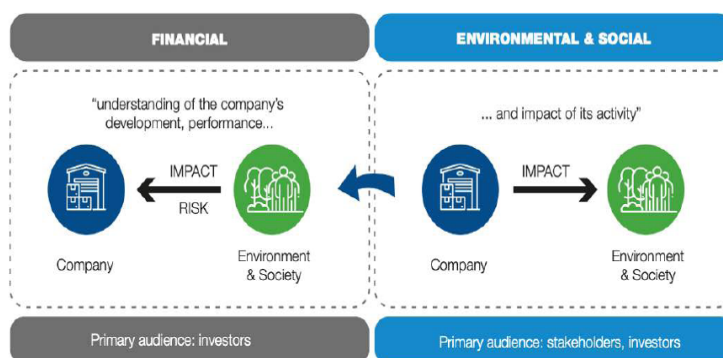 FINANCIAL
"understanding of the company's
development, performance...
IMPACT
RISK
Company
Environment
& Society
Primary audience: investors
ENVIRONMENTAL & SOCIAL
... and impact of its activity"
IMPACT
Company
Environment
& Society
Primary audience: stakeholders, investors